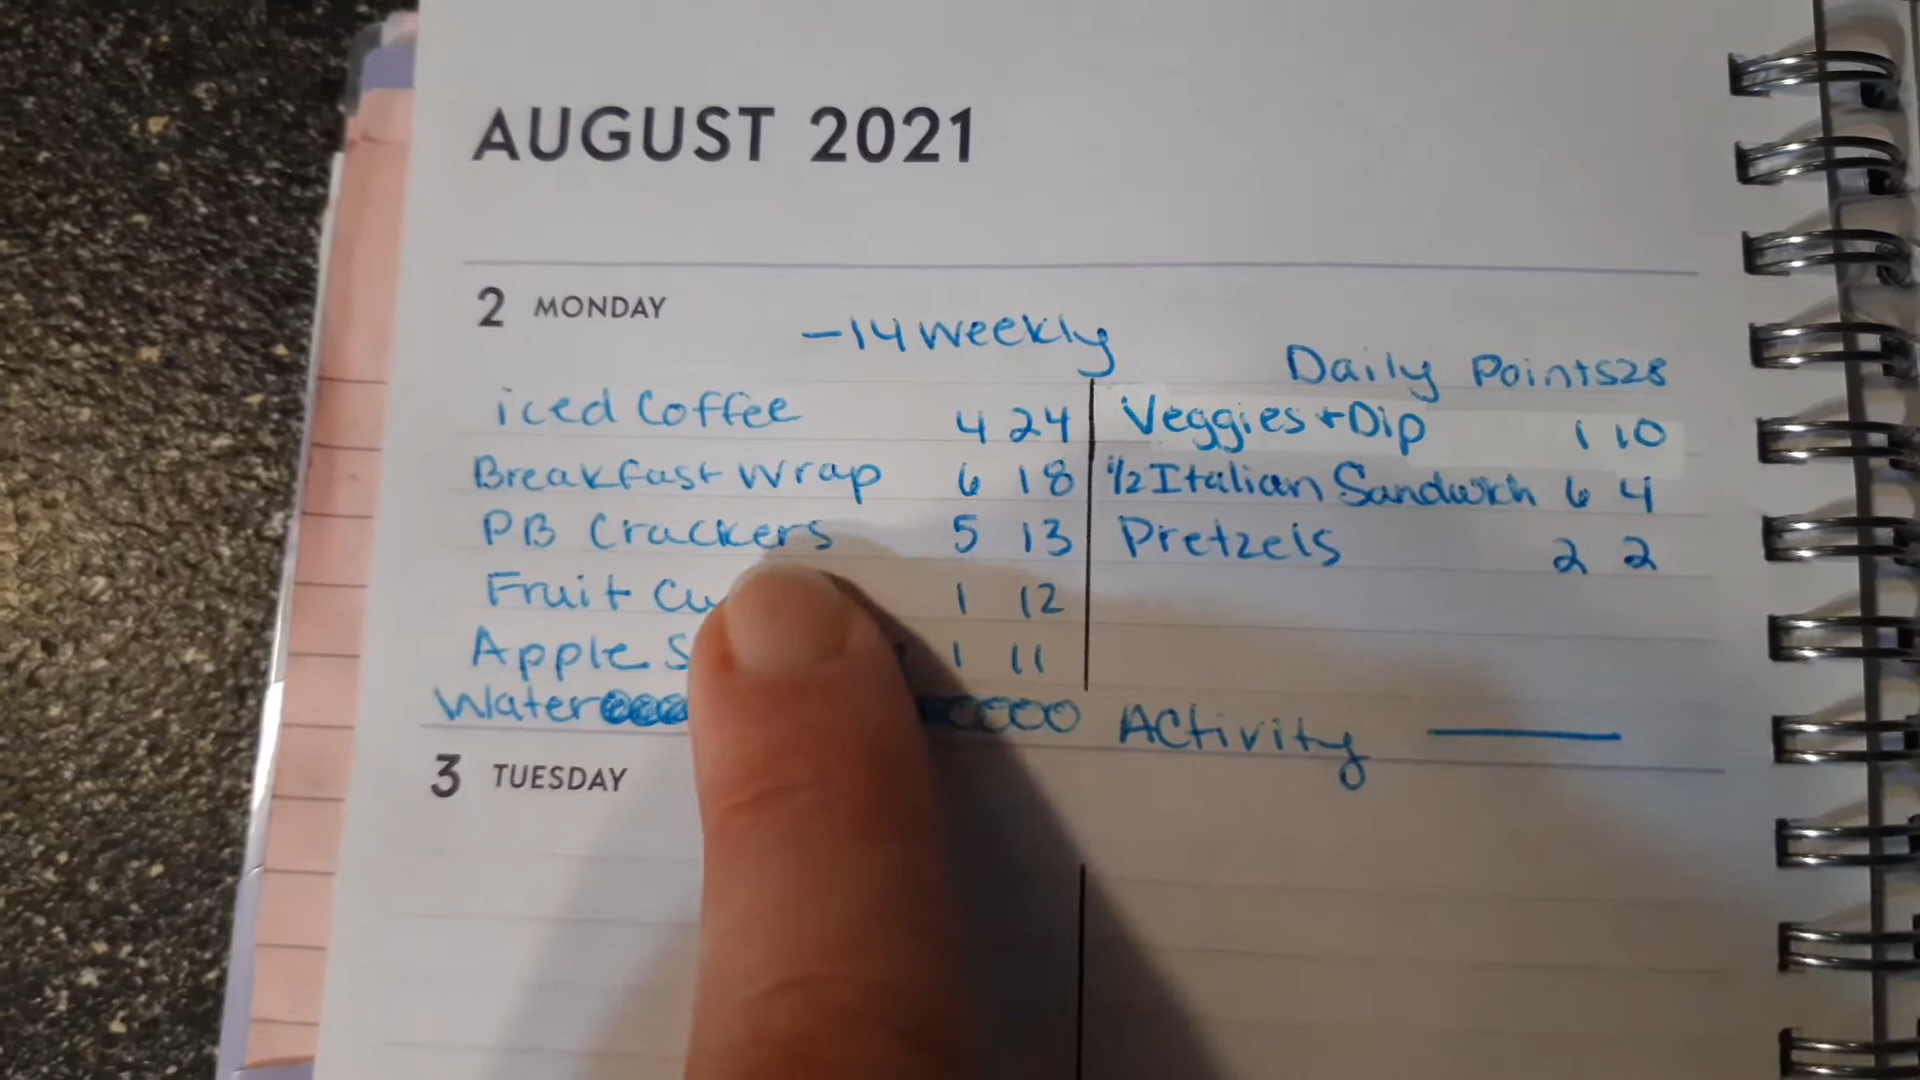 AUGUST 2021
2 MONDAY
-14 weekly
Daily Points 28
iced Coffee 4 24
Breakfast Wrap 6 18
PB Crackers 5 13
Fruit 1 12
Apple 1 11
Veggies + Dip 1 10
1/2 Italian Sandwich 6 4
Pretzels 2 2
Water
Activity
3 TUESDAY